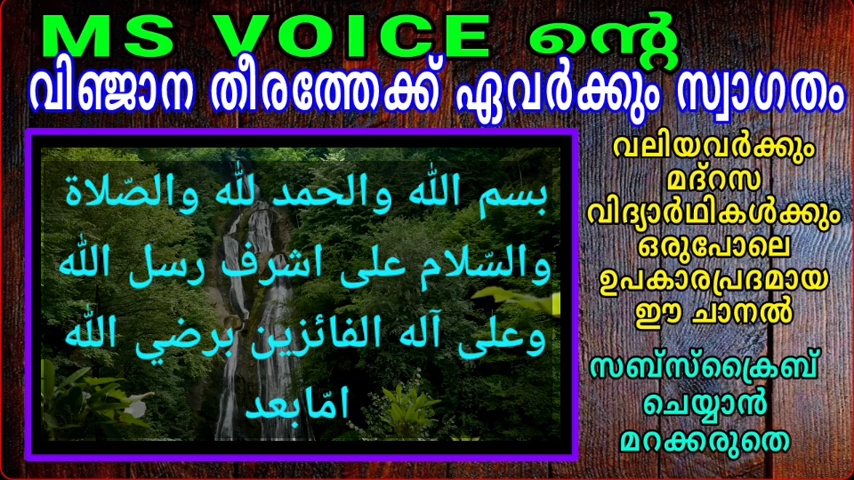 MS VOICE ന്റെ
വിഞ്ജാന തീരത്തേക്ക് ഏവർക്കും സ്വാഗതം
بسم الله والحمد لله والصّلاة
والسّلام على اشرف رسل الله
وعلى آله الفائزين برضي الله
امّابعد
വലിയവർക്കും
മദ്റസ
വിദ്യാർഥികൾക്കും
ഒരുപോലെ
ഉപകാരപ്രദമായ
ഈ ചാനൽ
സബ്സ്ക്രൈബ്
ചെയ്യാൻ
മറക്കരുതെ